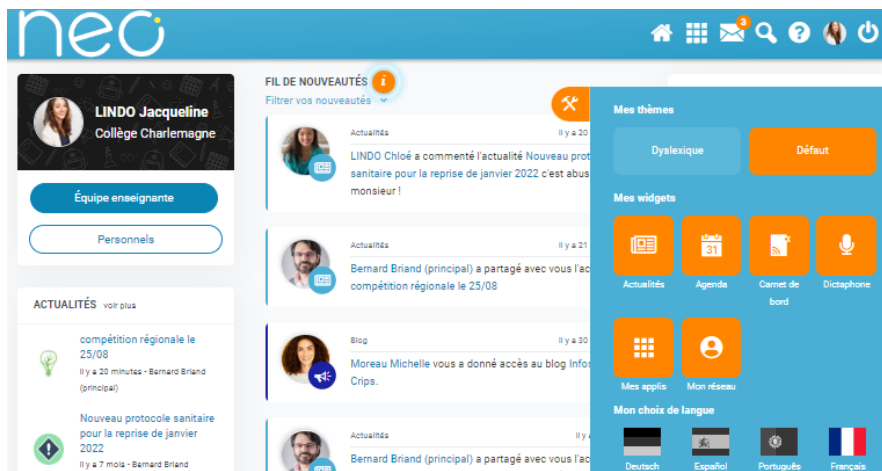 neo
3
LINDO Jacqueline
Collège Charlemagne
Équipe enseignante
Personnels
ACTUALITÉS voir plus
compétition régionale le
25/08
Il y a 20 minutes - Bernard Briand
(principal)
Nouveau protocole sanitaire
pour la reprise de janvier
2022
Il y a 7 mois - Bernard Briand
FIL DE NOUVEAUTÉS i
Filtrer vos nouveautés
Actualités Il y a 20
LINDO Chloé a commenté l'actualité Nouveau prot
sanitaire pour la reprise de janvier 2022 c'est abus
monsieur !
Actualités Il y a 21
Bernard Briand (principal) a partagé avec vous l'ac
compétition régionale le 25/08
Blog Il y a 30
Moreau Michelle vous a donné accès au blog Infos
Crips.
Actualités Il y
Bernard Briand (principal) a partagé avec vous l'ac
Mes thèmes
Dyslexique Défaut
Mes widgets
31
Actualités Agenda Carnet de Dictaphone
bord
Mes applis Mon réseau
Mon choix de langue
Deutsch Español Português Français